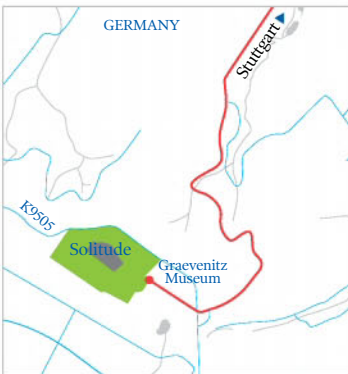 GERMANY
Stuttgart
K9505
Solitude
Graevenitz
Museum